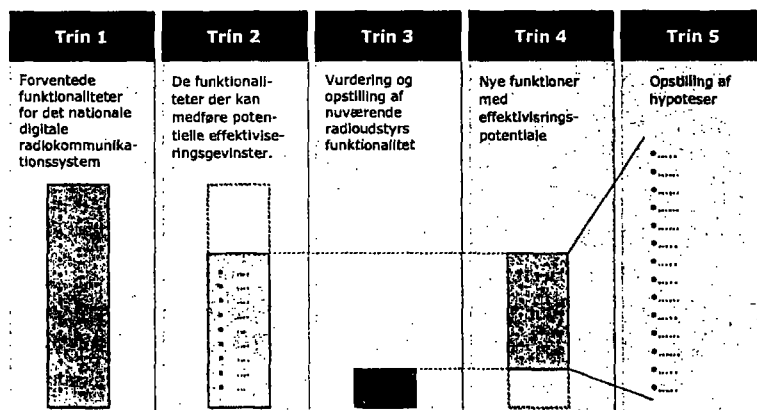 Trin 1
Forventede
funktionaliteter
for det nationale
digitale
radiokommunika-
tionssystem
Trin 2
De funktionali-
teter der kan
medføre poten-
tielle effektivise-
ringsgevinster.
Trin 3
Vurdering og
opstilling af
nuværende
radioudstyrs
funktionalitet
Trin 4
Nye funktioner
med
effektivisrings-
potentiale
Trin 5
Opstilling af
hypoteser